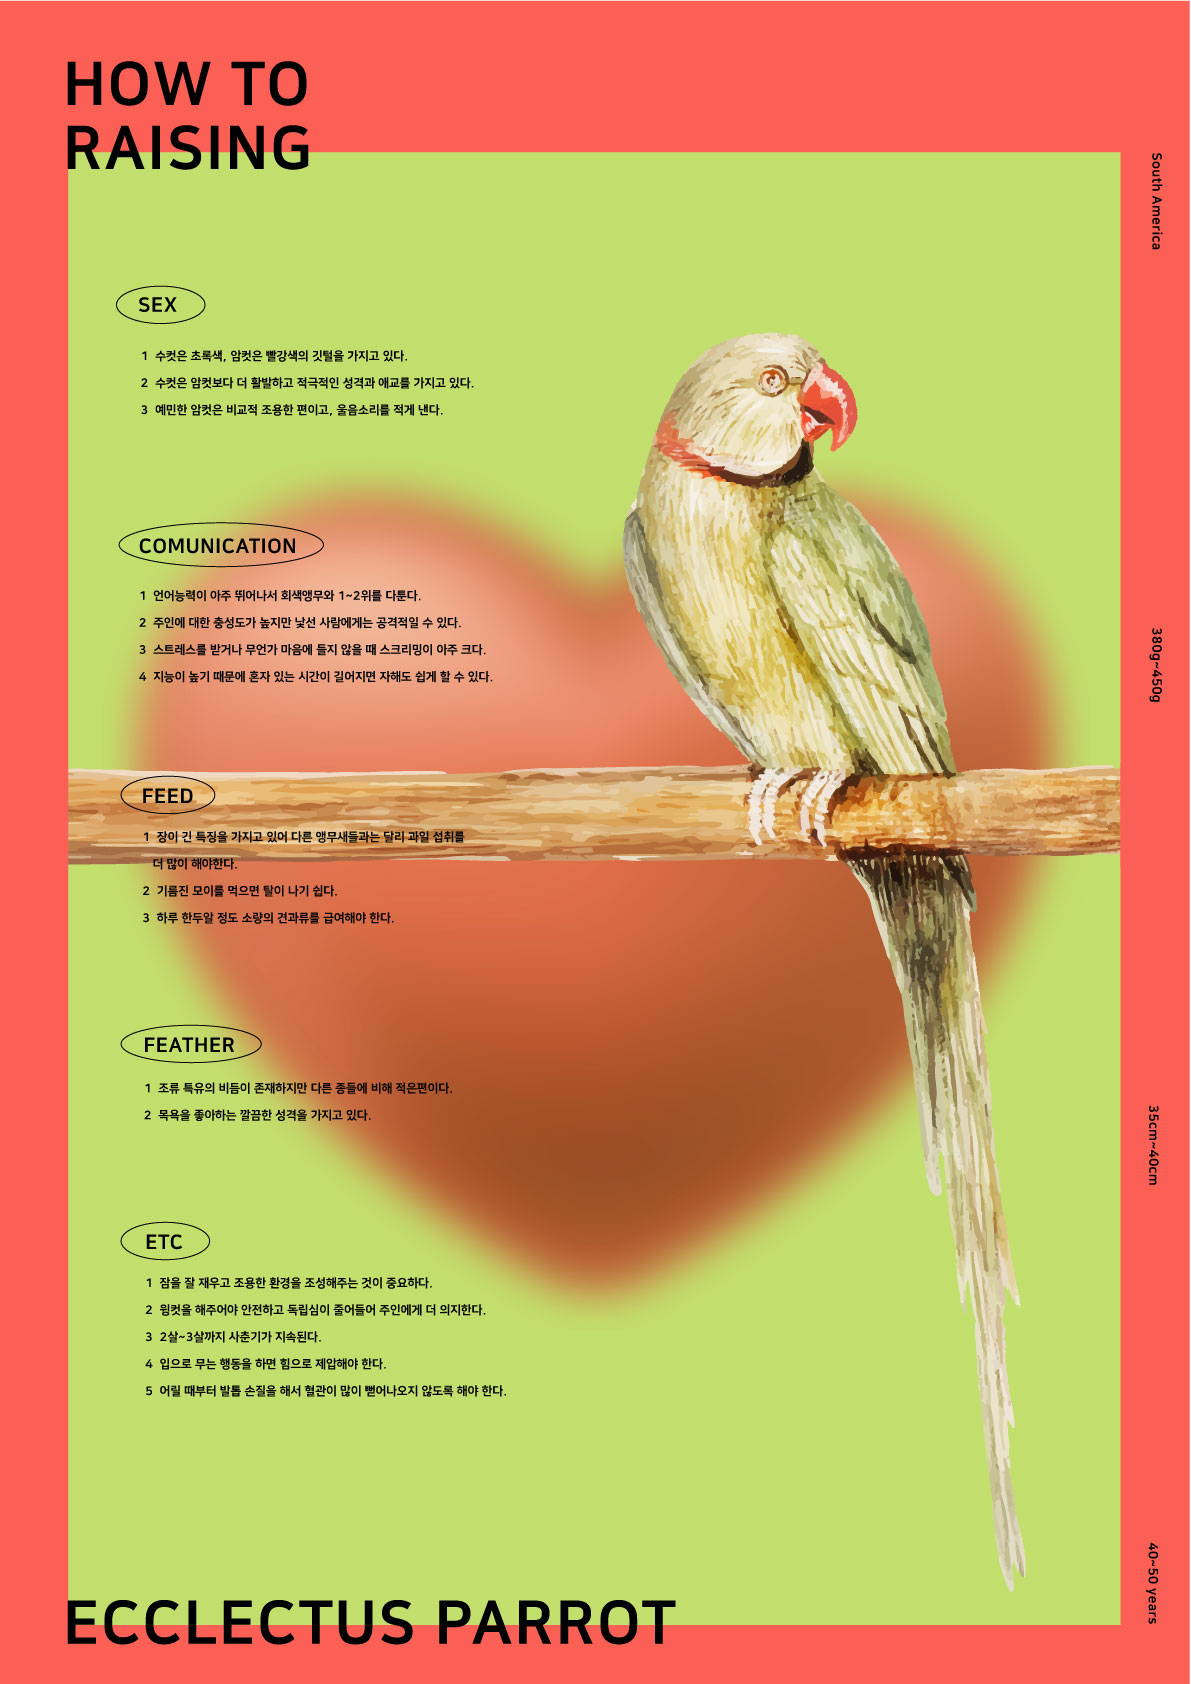 HOW TO
RAISING
South America
SEX
1 수컷은 초록색, 암컷은 빨강색의 깃털을 가지고 있다.
2 수컷은 암컷보다 더 활발하고 적극적인 성격과 애교를 가지고 있다.
3 예민한 암컷은 비교적 조용한 편이고, 울음소리를 적게 낸다.
COMUNICATION
1 언어능력이 아주 뛰어나서 회색앵무와 1~2위를 다툰다.
2 주인에 대한 충성도가 높지만 낯선 사람에게는 공격적일 수 있다.
3 스트레스를 받거나 무언가 마음에 들지 않을 때 스크리밍이 아주 크다.
4 지능이 높기 때문에 혼자 있는 시간이 길어지면 자해도 쉽게 할 수 있다.
380g~450g
FEED
1 장이 긴 특징을 가지고 있어 다른 앵무새들과는 달리 과일 섭취를
더 많이 해야한다.
2 기름진 모이를 먹으면 탈이 나기 쉽다.
3 하루 한두알 정도 소량의 견과류를 급여해야 한다.
FEATHER
1 조류 특유의 비듬이 존재하지만 다른 종들에 비해 적은편이다.
2 목욕을 좋아하는 깔끔한 성격을 가지고 있다.
35cm~40cm
ETC
1 잠을 잘 재우고 조용한 환경을 조성해주는 것이 중요하다.
2 윙컷을 해주어야 안전하고 독립심이 줄어들어 주인에게 더 의지한다.
3 2살~3살까지 사춘기가 지속된다.
4 입으로 무는 행동을 하면 힘으로 제압해야 한다.
5 어릴 때부터 발톱 손질을 해서 혈관이 많이 뻗어나오지 않도록 해야 한다.
40~50 years
ECCLECTUS PARROT